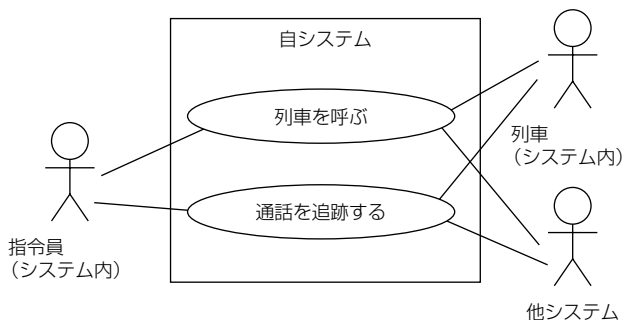 自システム
列車を呼ぶ
通話を追跡する
指令員
（システム内）
列車
（システム内）
他システム